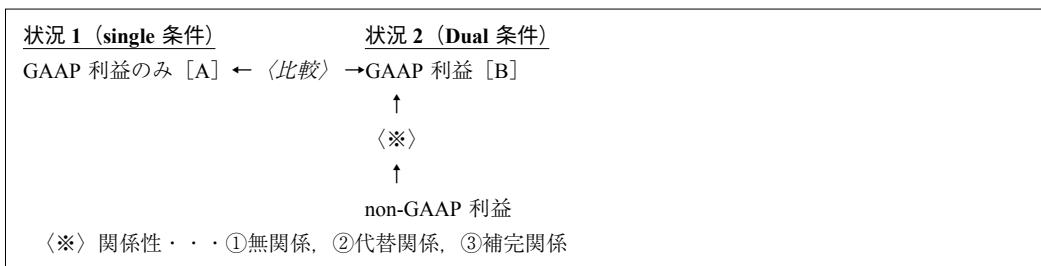 状況 1（single 条件） 状況 2（Dual 条件）
GAAP 利益のみ［A］ ← 〈比較〉 →GAAP 利益［B］
↑
〈※〉
↑
non-GAAP 利益
〈※〉関係性・・・①無関係，②代替関係，③補完関係